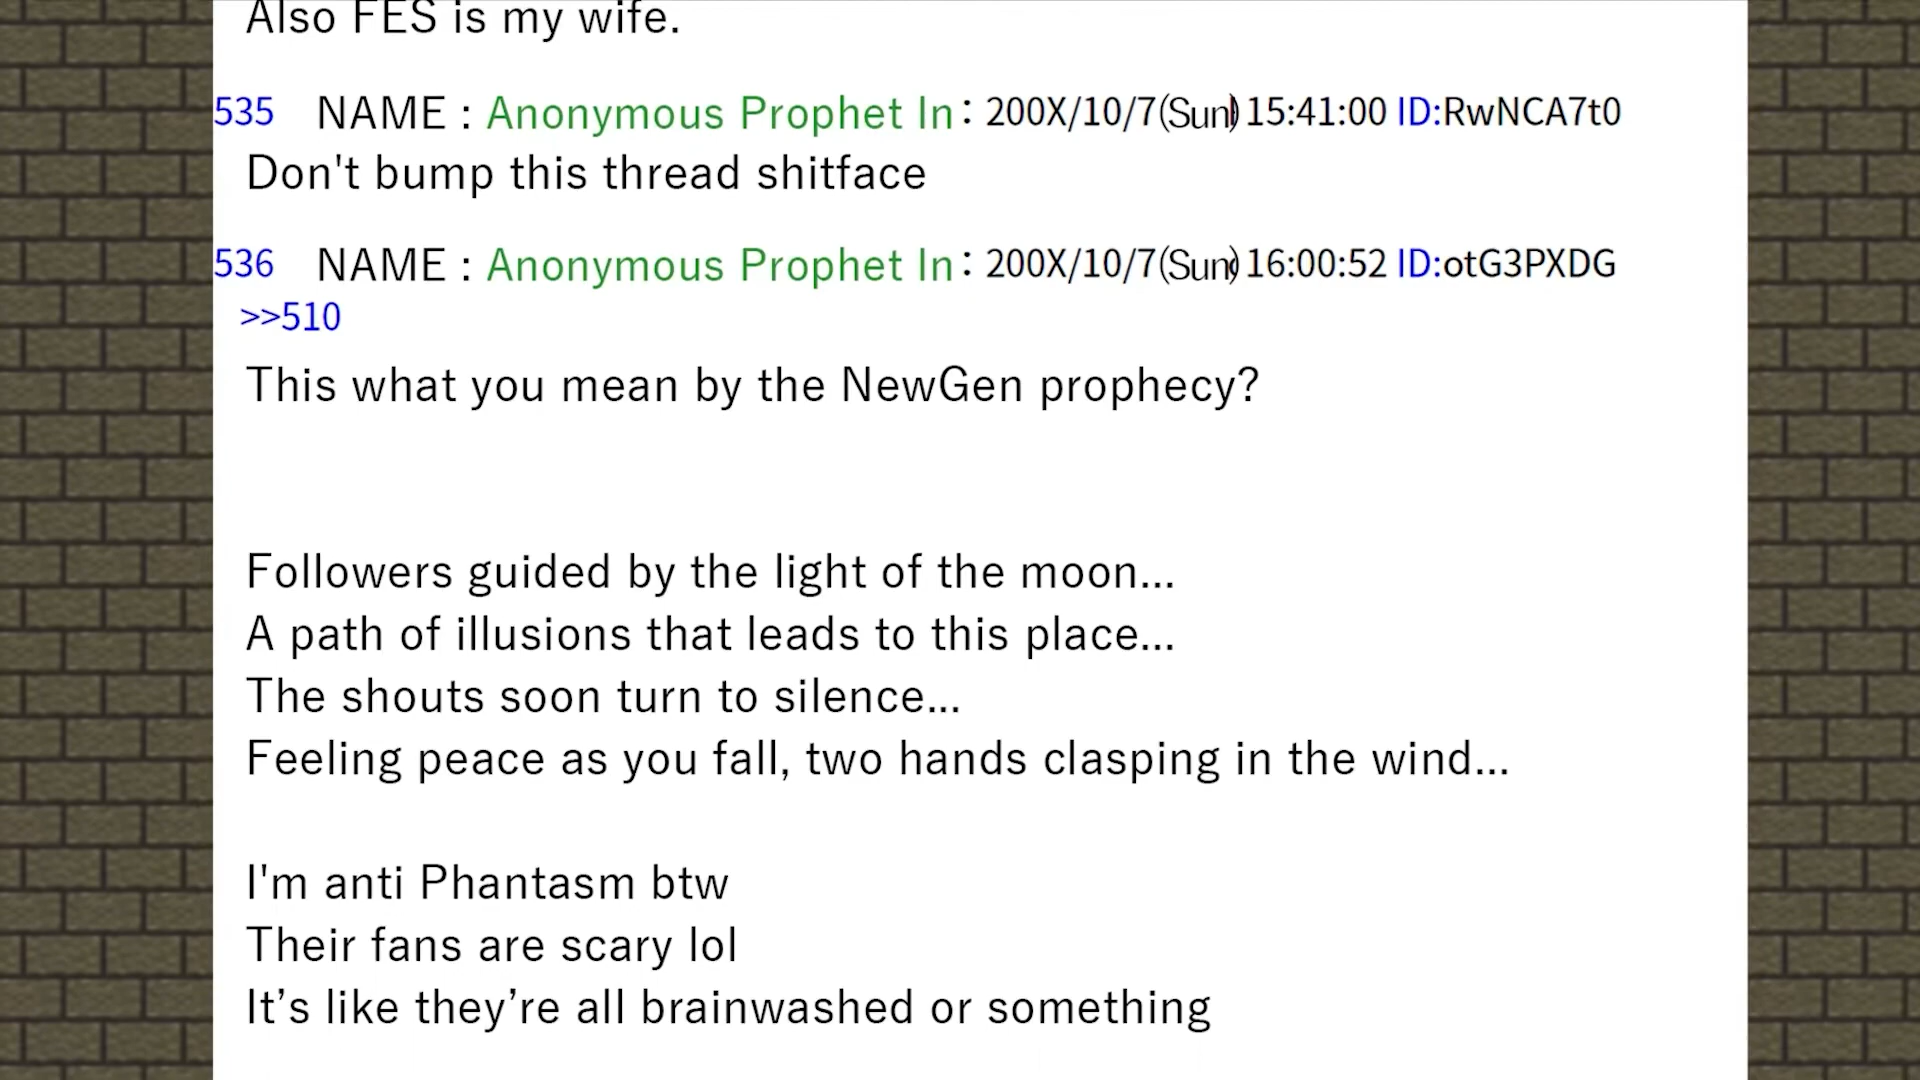 Also FES is my wife.
535 NAME : Anonymous Prophet In : 200X/10/7(Sun) 15:41:00 ID:RwNCA7t0
Don't bump this thread shitface
536 NAME : Anonymous Prophet In : 200X/10/7(Sun) 16:00:52 ID:otG3PXDG
>>510
This what you mean by the NewGen prophecy?
Followers guided by the light of the moon...
A path of illusions that leads to this place...
The shouts soon turn to silence...
Feeling peace as you fall, two hands clasping in the wind...
I'm anti Phantasm btw
Their fans are scary lol
It’s like they’re all brainwashed or something